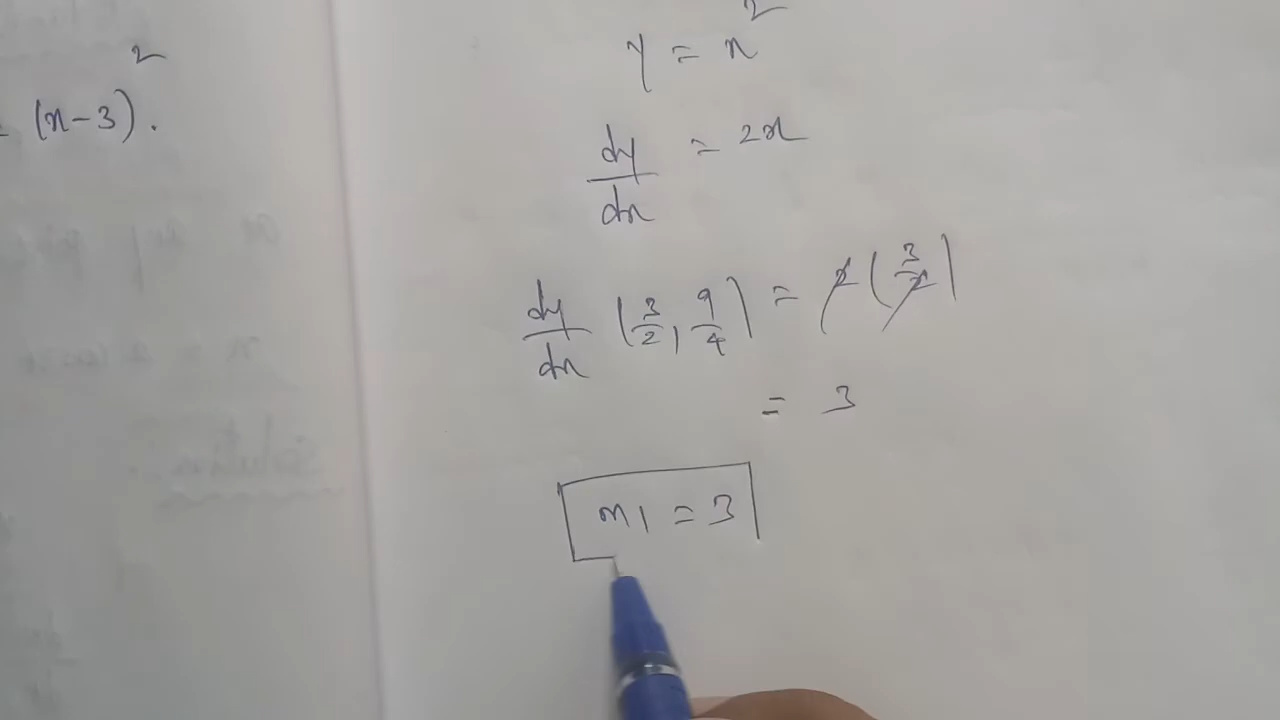 (x-3)².
y = x²
dy/dx = 2x
dy/dx (3/2, 9/4) = 2(3/2)
= 3
m1 = 3